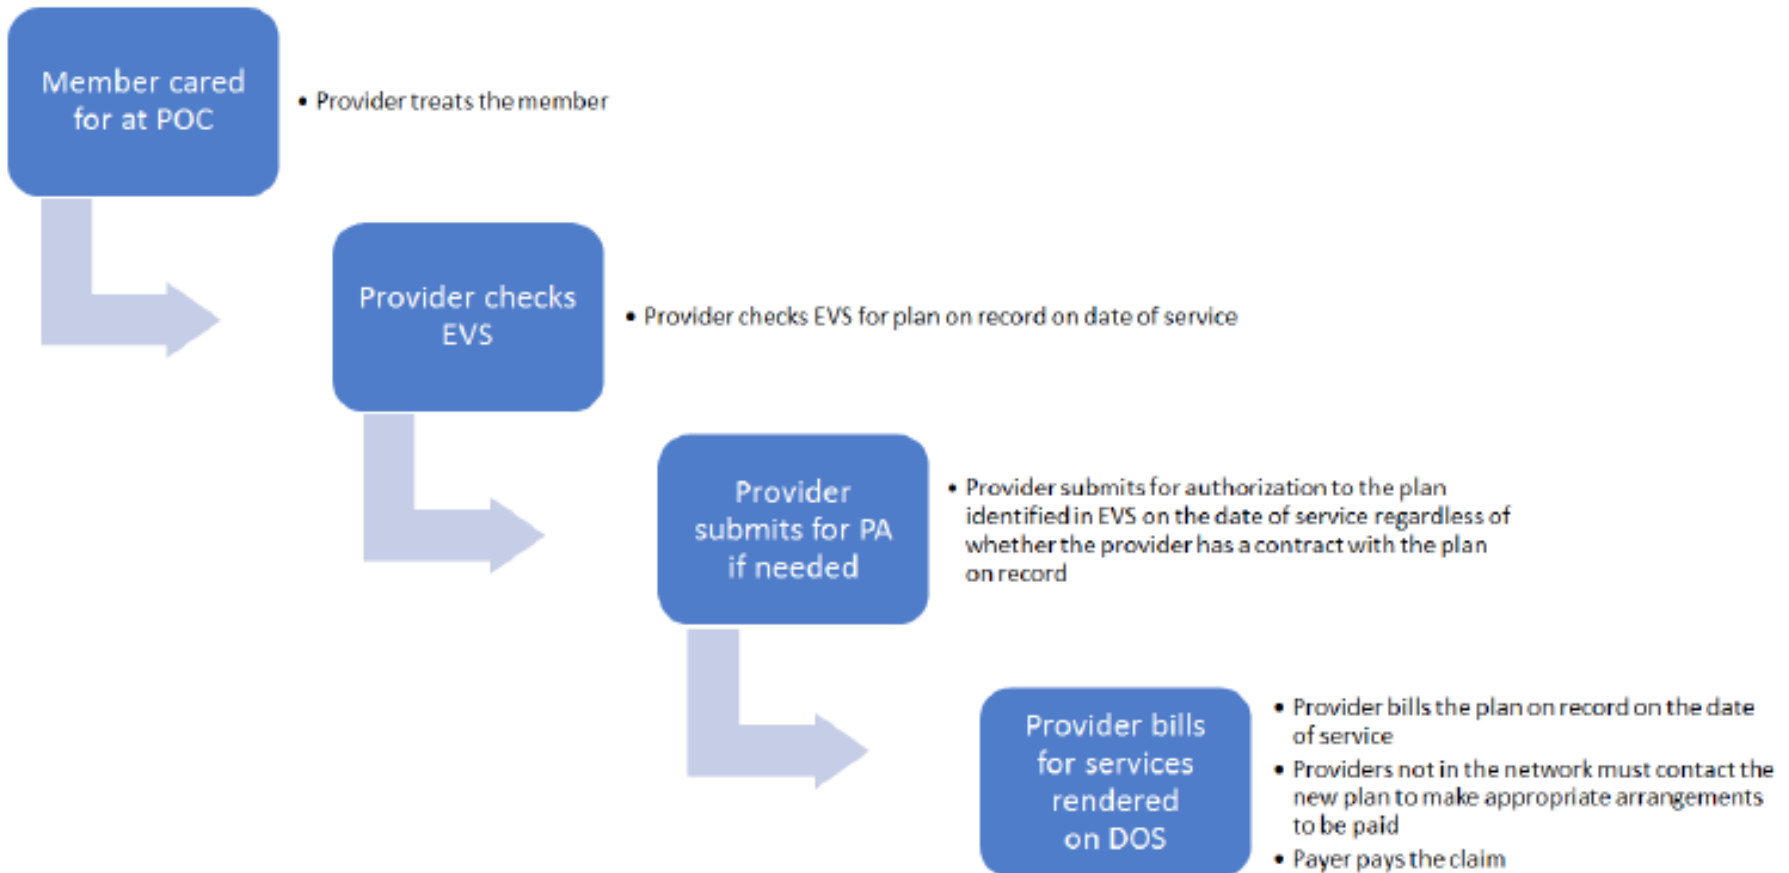 Member cared
for at POC
• Provider treats the member
Provider checks
EVS
• Provider checks EVS for plan on record on date of service
Provider
submits for PA
if needed
• Provider submits for authorization to the plan
identified in EVS on the date of service regardless of
whether the provider has a contract with the plan
on record
Provider bills
for services
rendered
on DOS
• Provider bills the plan on record on the date
of service
• Providers not in the network must contact the
new plan to make appropriate arrangements
to be paid
• Payer pays the claim